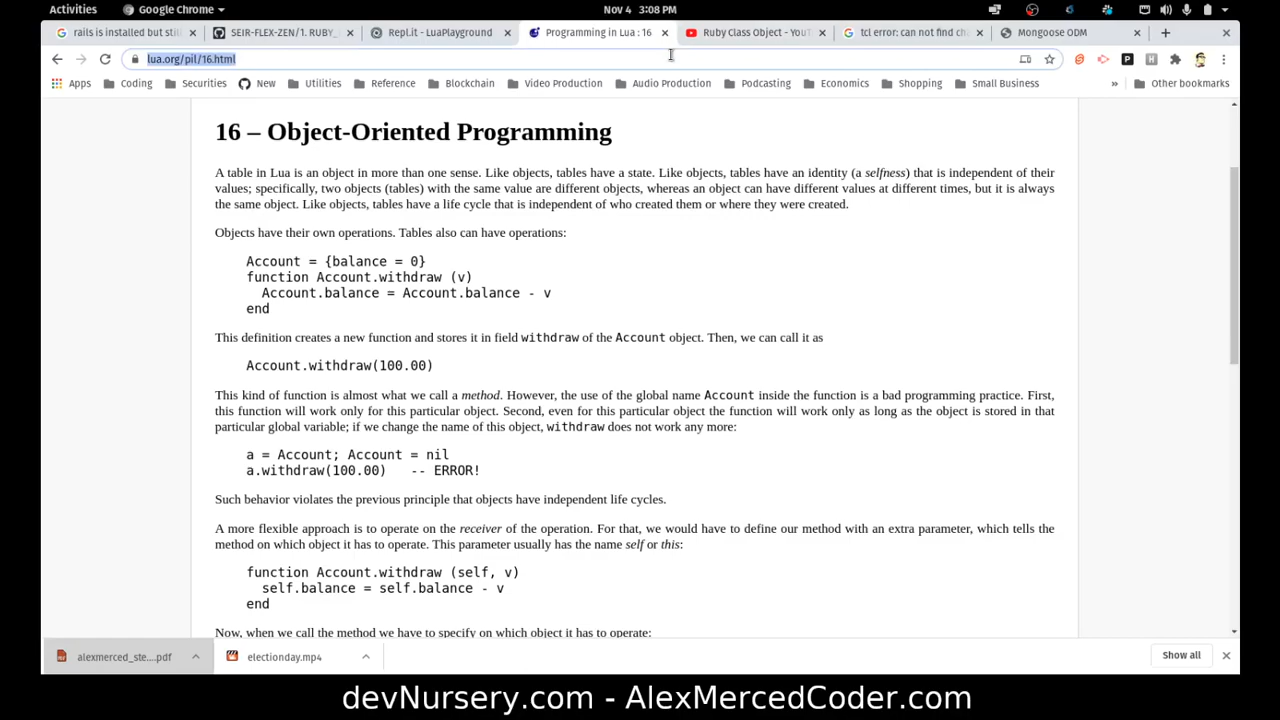 Activities
Google Chrome
Nov 4 3:08 PM
rails is installed but stil
SEIR-FLEX-ZEN/1. RUBY_
Repl.it - LuaPlayground
Programming in Lua : 16
Ruby Class Object - YouT
tcl error: can not find ch
Mongoose ODM
lua.org/pil/16.html
Apps
Coding
Securities
New
Utilities
Reference
Blockchain
Video Production
Audio Production
Podcasting
Economics
Shopping
Small Business
»
Other bookmarks
16 – Object-Oriented Programming
A table in Lua is an object in more than one sense. Like objects, tables have a state. Like objects, tables have an identity (a selfness) that is independent of their
values; specifically, two objects (tables) with the same value are different objects, whereas an object can have different values at different times, but it is always
the same object. Like objects, tables have a life cycle that is independent of who created them or where they were created.
Objects have their own operations. Tables also can have operations:
Account = {balance = 0}
function Account.withdraw (v)
Account.balance = Account.balance - v
end
This definition creates a new function and stores it in field withdraw of the Account object. Then, we can call it as
Account.withdraw(100.00)
This kind of function is almost what we call a method. However, the use of the global name Account inside the function is a bad programming practice. First,
this function will work only for this particular object. Second, even for this particular object the function will work only as long as the object is stored in that
particular global variable; if we change the name of this object, withdraw does not work any more:
a = Account; Account = nil
a.withdraw(100.00)   -- ERROR!
Such behavior violates the previous principle that objects have independent life cycles.
A more flexible approach is to operate on the receiver of the operation. For that, we would have to define our method with an extra parameter, which tells the
method on which object it has to operate. This parameter usually has the name self or this:
function Account.withdraw (self, v)
self.balance = self.balance - v
end
Now, when we call the method we have to specify on which object it has to operate:
alexmerced_ste....pdf
electionday.mp4
Show all
devNursery.com - AlexMercedCoder.com